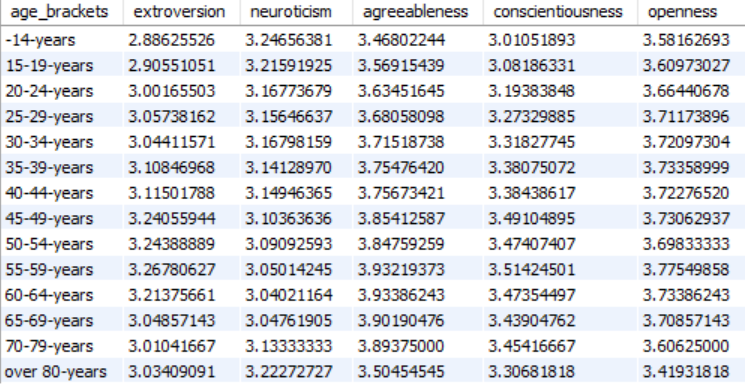 age_brackets extroversion neuroticism agreeableness conscientiousness openness
-14-years 2.88625526 3.24656381 3.46802244 3.01051893 3.58162693
15-19-years 2.90551051 3.21591925 3.56915439 3.08186331 3.60973027
20-24-years 3.00165503 3.16773679 3.63451645 3.19383848 3.66440678
25-29-years 3.05738162 3.15646637 3.68058098 3.27329885 3.71173896
30-34-years 3.04411571 3.16798159 3.71518738 3.31827745 3.72097304
35-39-years 3.10846968 3.14128970 3.75476420 3.38075072 3.73358999
40-44-years 3.11501788 3.14946365 3.75673421 3.38438617 3.72276520
45-49-years 3.24055944 3.10363636 3.85412587 3.49104895 3.73062937
50-54-years 3.24388889 3.09092593 3.84759259 3.47407407 3.69833333
55-59-years 3.26780627 3.05014245 3.93219373 3.51424501 3.77549858
60-64-years 3.21375661 3.04021164 3.93386243 3.47354497 3.73386243
65-69-years 3.04857143 3.04761905 3.90190476 3.43904762 3.70857143
70-79-years 3.01041667 3.13333333 3.89375000 3.45416667 3.60625000
over 80-years 3.03409091 3.22272727 3.50454545 3.30681818 3.41931818